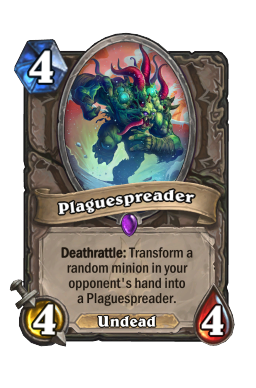 4
Plaguespreader
Deathrattle: Transform a
random minion in your
opponent's hand into
a Plaguespreader.
4
Undead
4